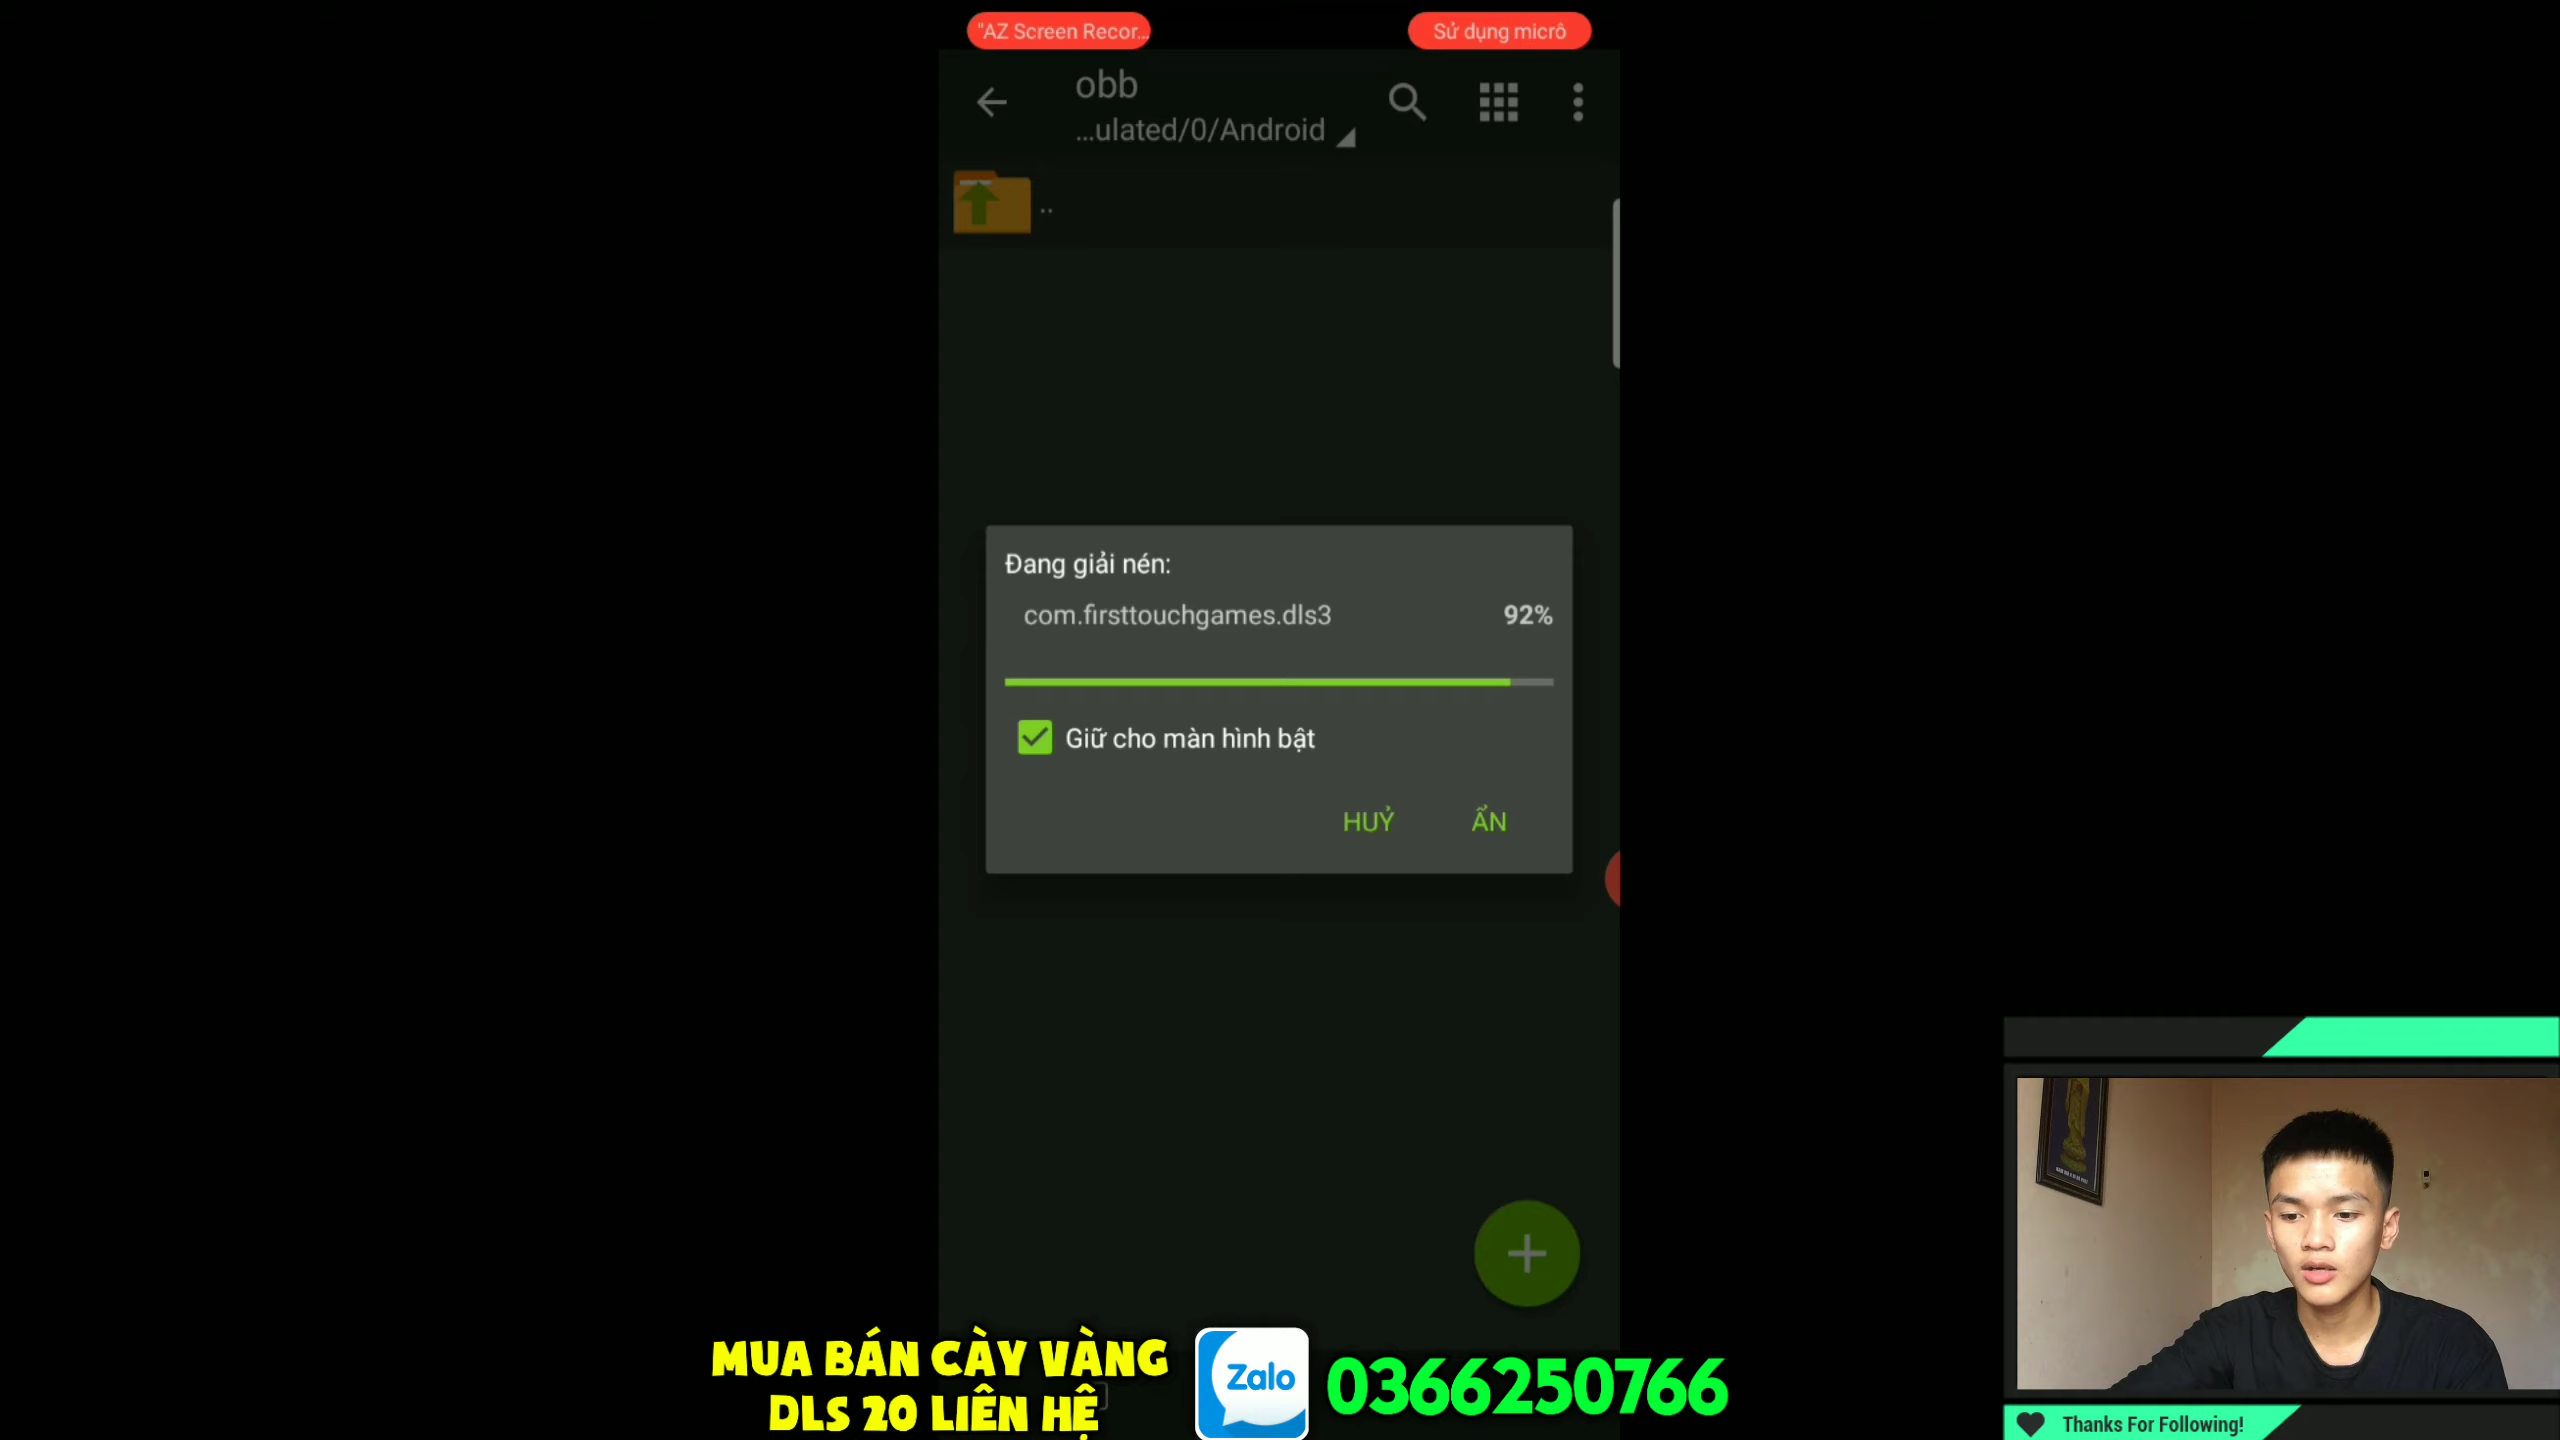 "AZ Screen Recor...
Sử dụng micrô
obb
...ulated/0/Android
..
Đang giải nén:
com.firsttouchgames.dls3
92%
Giữ cho màn hình bật
HUỶ
ẨN
MUA BÁN CÀY VÀNG
DLS 20 LIÊN HỆ
Zalo
0366250766
Thanks For Following!